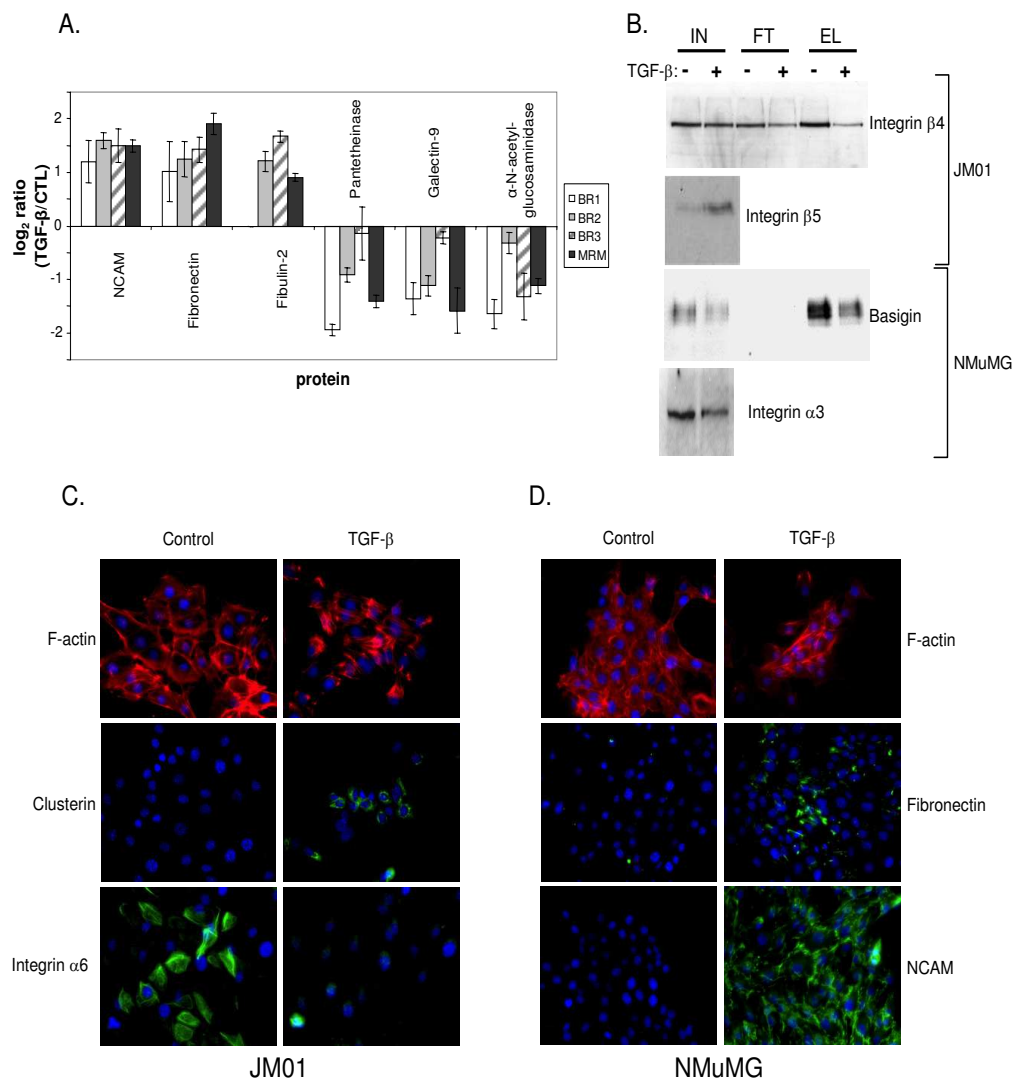 A.
2
1
0
-1
-2
log2 ratio
(TGF-β/CTL)
NCAM
Fibronectin
Fibulin-2
Pantetheinase
Galectin-9
α-N-acetyl-
glucosaminidase
protein
BR1
BR2
BR3
MRM
B.
IN FT EL
TGF-β: - + - + - +
Integrin β4
Integrin β5
JM01
Basigin
Integrin α3
NMuMG
C.
Control TGF-β
F-actin
Clusterin
Integrin α6
JM01
D.
Control TGF-β
F-actin
Fibronectin
NCAM
NMuMG